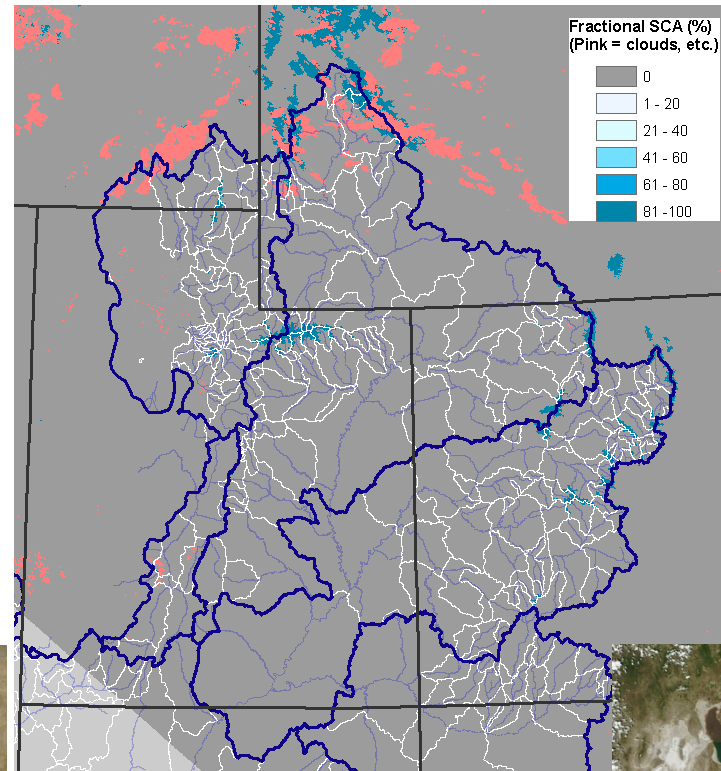 Fractional SCA (%)
(Pink = clouds, etc.)
0
1 - 20
21 - 40
41 - 60
61 - 80
81 -100